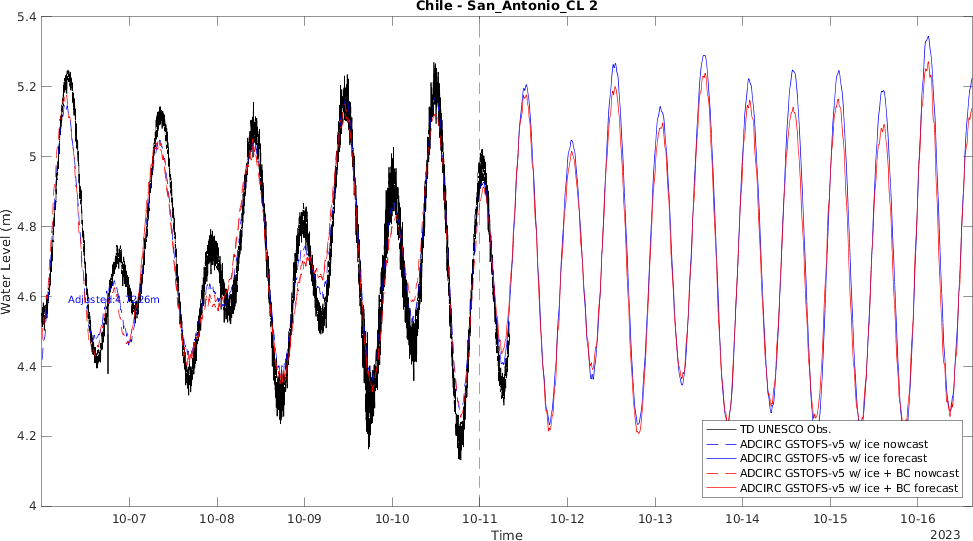 Chile - San_Antonio_CL 2
Water Level (m)
5.4
5.2
5
4.8
4.6
4.4
4.2
4
Adjusted:4.7226m
TD UNESCO Obs.
ADCIRC GSTOFS-v5 w/ ice nowcast
ADCIRC GSTOFS-v5 w/ ice forecast
ADCIRC GSTOFS-v5 w/ ice + BC nowcast
ADCIRC GSTOFS-v5 w/ ice + BC forecast
10-07 10-08 10-09 10-10 10-11 10-12 10-13 10-14 10-15 10-16
Time
2023